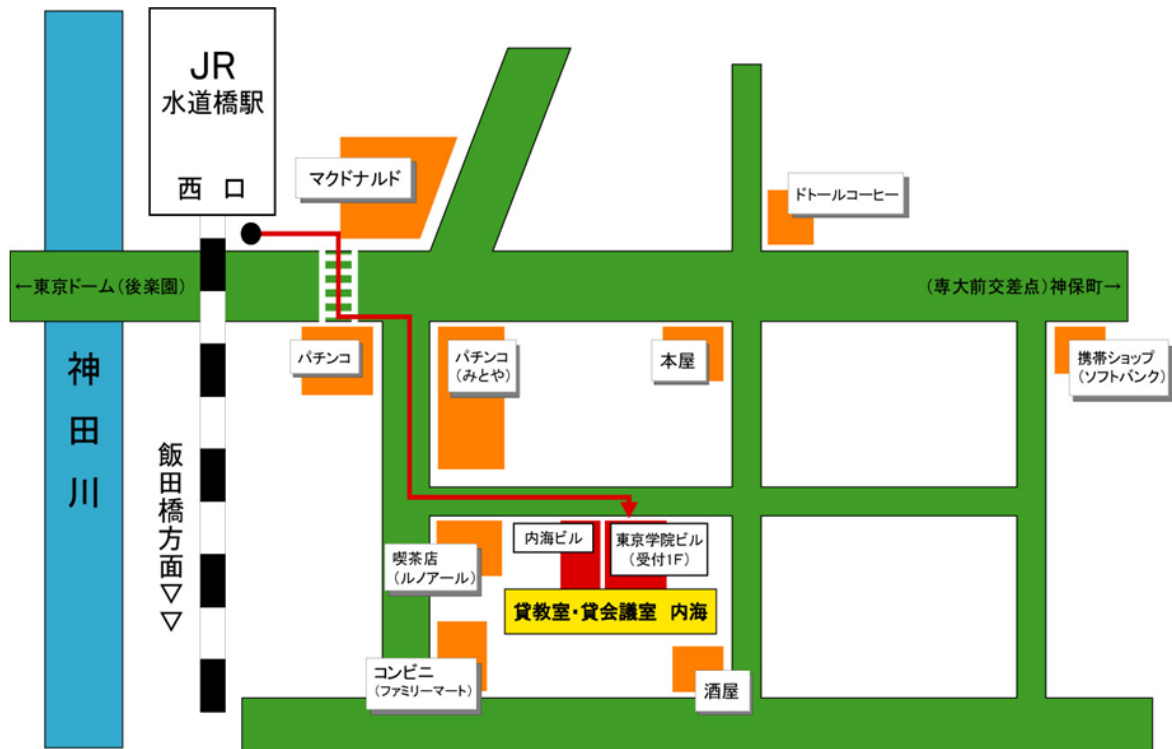 JR
水道橋駅
西 口
マクドナルド
ドトールコーヒー
←東京ドーム(後楽園)
(専大前交差点)神保町→
パチンコ
パチンコ
(みとや)
本屋
携帯ショップ
(ソフトバンク)
神田川
飯田橋方面▽▽
内海ビル
東京学院ビル
(受付1F)
喫茶店
(ルノアール)
貸教室・貸会議室 内海
コンビニ
(ファミリーマート)
酒屋